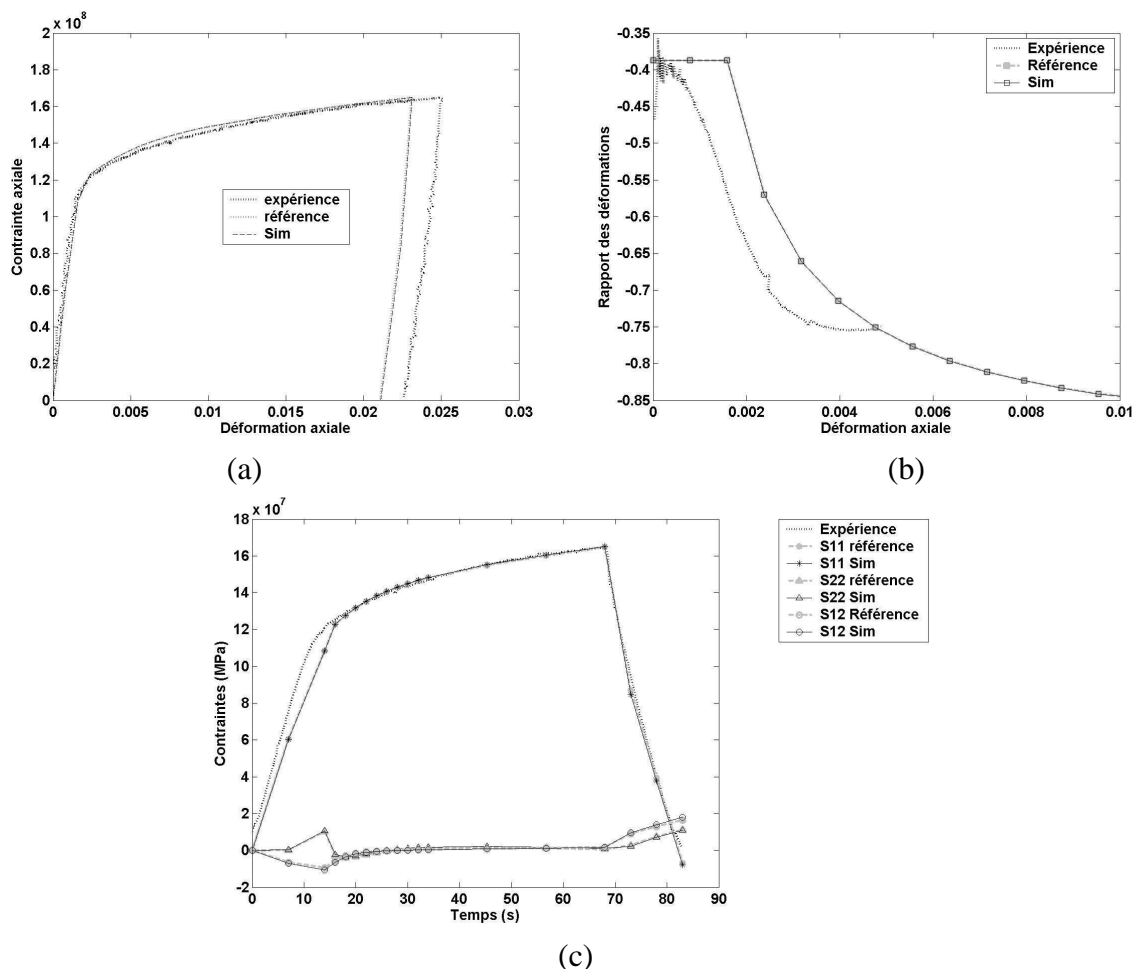 x 10^8
2
1.8
1.6
1.4
1.2
1
0.8
0.6
0.4
0.2
0
Contrainte axiale
expérience
référence
Sim
0 0.005 0.01 0.015 0.02 0.025 0.03
Déformation axiale
(a)
-0.35
-0.4
-0.45
-0.5
-0.55
-0.6
-0.65
-0.7
-0.75
-0.8
-0.85
Rapport des déformations
Expérience
Référence
Sim
0 0.002 0.004 0.006 0.008 0.01
Déformation axiale
(b)
x 10^7
18
16
14
12
10
8
6
4
2
0
-2
Contraintes (MPa)
Expérience
S11 référence
S11 Sim
S22 référence
S22 Sim
S12 Référence
S12 Sim
0 10 20 30 40 50 60 70 80 90
Temps (s)
(c)